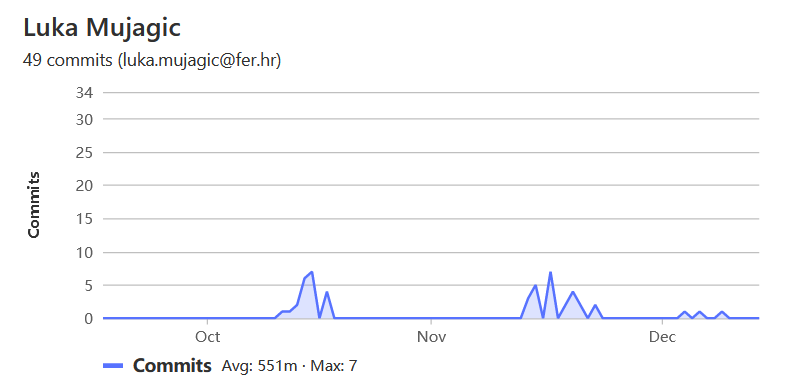 Luka Mujagic
49 commits (luka.mujagic@fer.hr)
34
30
25
20
15
10
5
0
Commits
Oct Nov Dec
Commits Avg: 551m · Max: 7